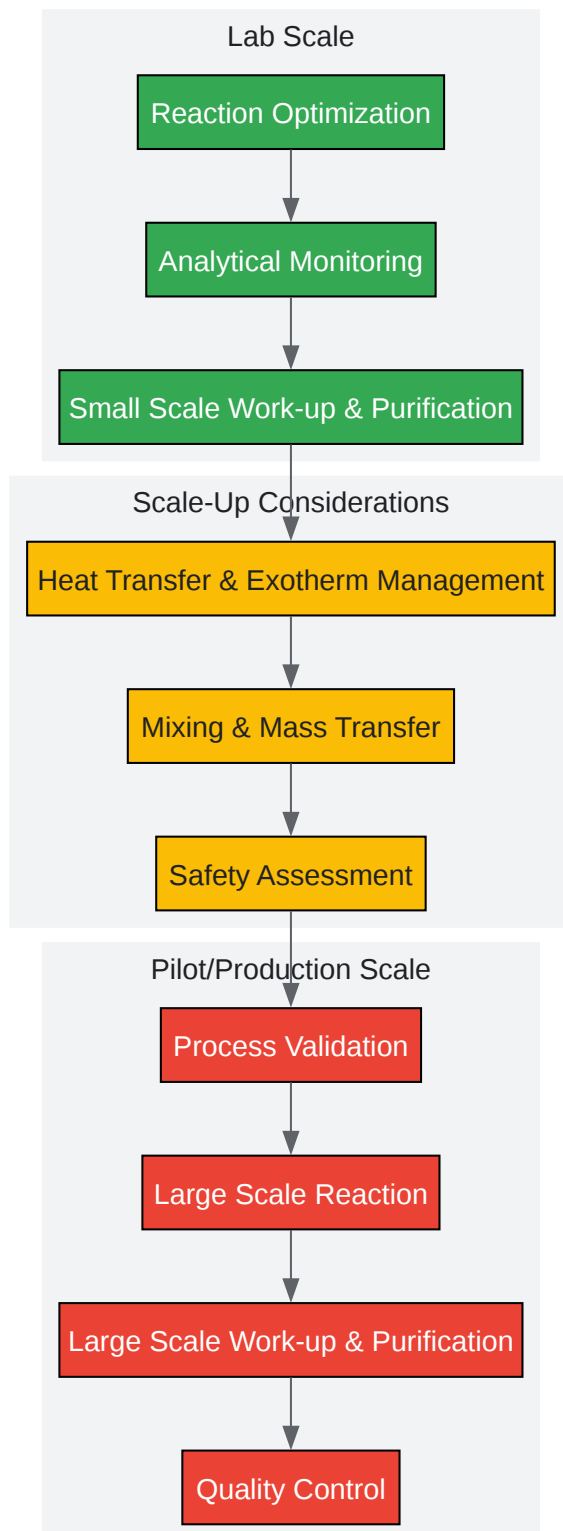 Lab Scale
Reaction Optimization
Analytical Monitoring
Small Scale Work-up & Purification
Scale-Up Considerations
Heat Transfer & Exotherm Management
Mixing & Mass Transfer
Safety Assessment
Pilot/Production Scale
Process Validation
Large Scale Reaction
Large Scale Work-up & Purification
Quality Control